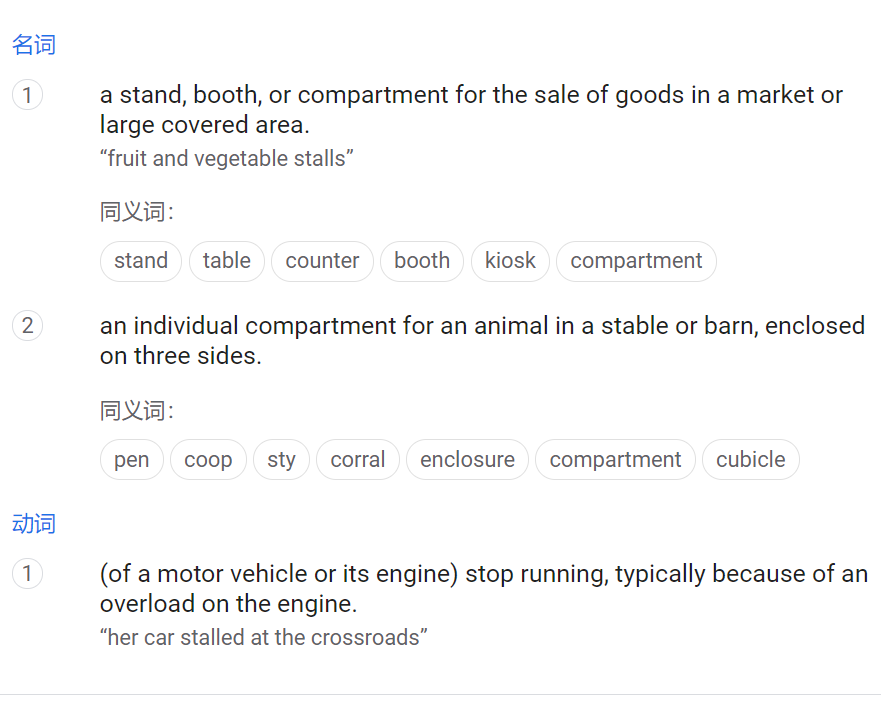 名词
1
a stand, booth, or compartment for the sale of goods in a market or
large covered area.
“fruit and vegetable stalls”
同义词：
stand table counter booth kiosk compartment
2
an individual compartment for an animal in a stable or barn, enclosed
on three sides.
同义词：
pen coop sty corral enclosure compartment cubicle
动词
1
(of a motor vehicle or its engine) stop running, typically because of an
overload on the engine.
“her car stalled at the crossroads”